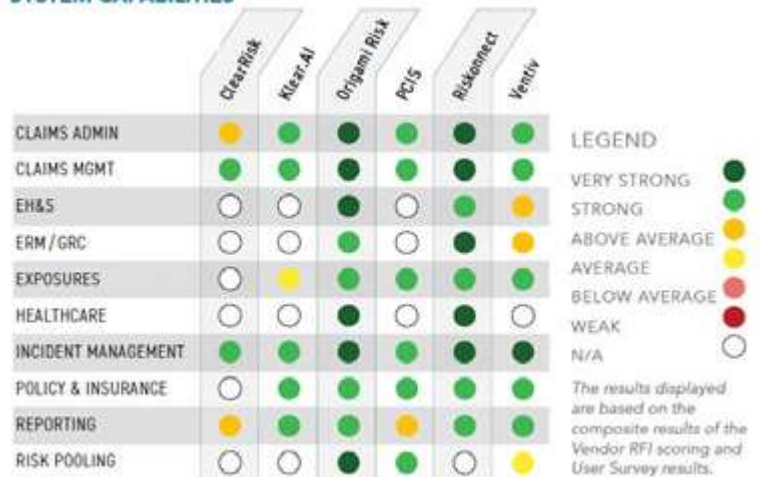 SYSTEM CAPABILITIES
ClearRisk
Klear.AI
Origami Risk
PCIS
Riskonnect
Ventiv
CLAIMS ADMIN
CLAIMS MGMT
EH&S
ERM/GRC
EXPOSURES
HEALTHCARE
INCIDENT MANAGEMENT
POLICY & INSURANCE
REPORTING
RISK POOLING
LEGEND
VERY STRONG
STRONG
ABOVE AVERAGE
AVERAGE
BELOW AVERAGE
WEAK
N/A
The results displayed
are based on the
composite results of the
Vendor RFI scoring and
User Survey results.